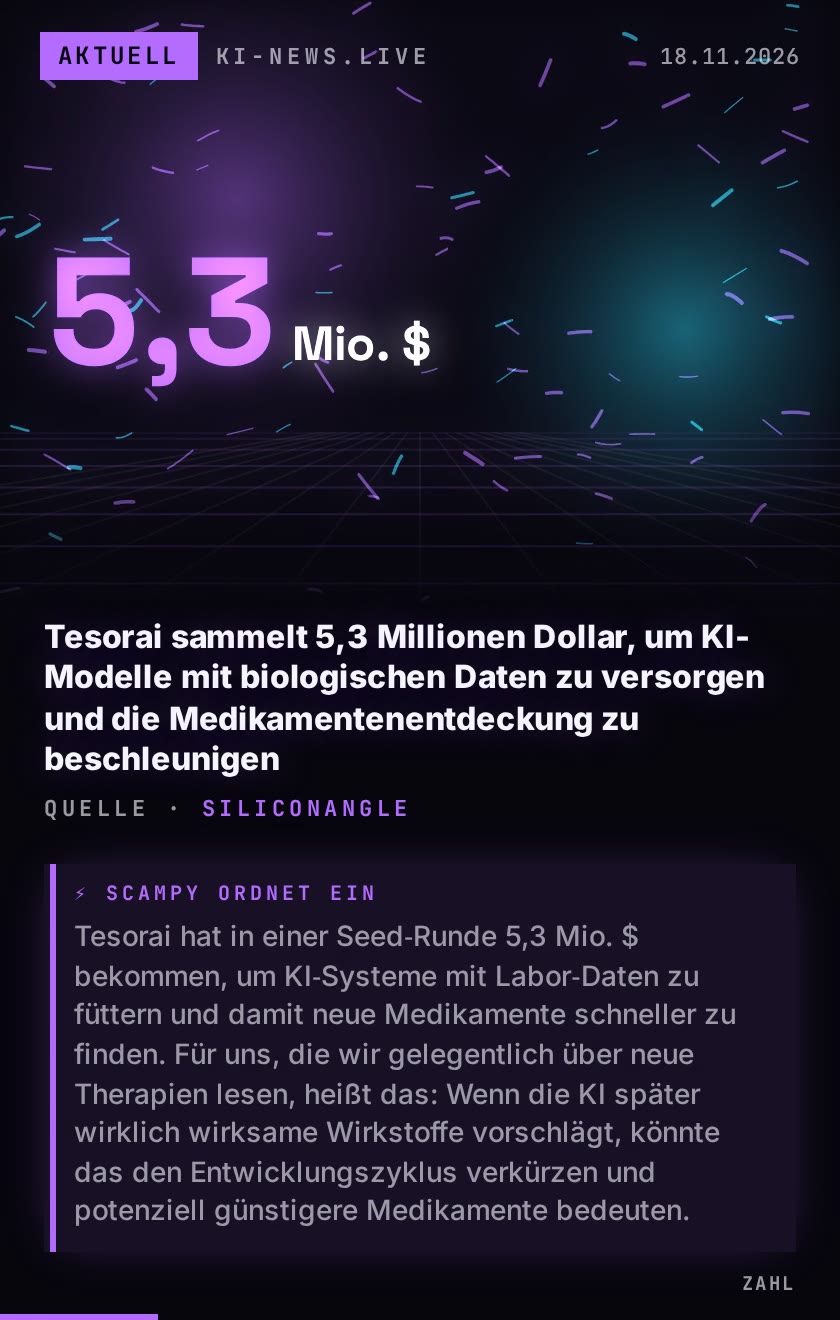 AKTUELL KI-NEWS.LIVE 18.11.2026
5,3 Mio. $
Tesorai sammelt 5,3 Millionen Dollar, um KI-
Modelle mit biologischen Daten zu versorgen
und die Medikamentenentdeckung zu
beschleunigen
QUELLE · SILICONANGLE
⚡ SCAMPY ORDNET EIN
Tesorai hat in einer Seed-Runde 5,3 Mio. $
bekommen, um KI-Systeme mit Labor-Daten zu
füttern und damit neue Medikamente schneller zu
finden. Für uns, die wir gelegentlich über neue
Therapien lesen, heißt das: Wenn die KI später
wirklich wirksame Wirkstoffe vorschlägt, könnte
das den Entwicklungszyklus verkürzen und
potenziell günstigere Medikamente bedeuten.
ZAHL